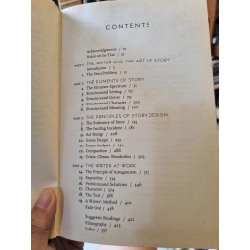 CONTENTS
Acknowledgments / ix
Notes on the Text / xi
PART 1 THE WRITER AND THE ART OF STORY
Introduction / 3
1. The Story Problem / 11
PART 2 THE ELEMENTS OF STORY
2. The Structure Spectrum / 31
3. Structure and Setting / 67
4. Structure and Genre / 79
5. Structure and Character / 100
6. Structure and Meaning / 110
PART 3 THE PRINCIPLES OF STORY DESIGN
7. The Substance of Story / 135
8. The Inciting Incident / 181
9. Act Design / 208
10. Scene Design / 233
11. Scene Analysis / 252
12. Composition / 288
13. Crisis, Climax, Resolution / 303
PART 4 THE WRITER AT WORK
14. The Principle of Antagonism / 317
15. Exposition / 334
16. Problems and Solutions / 346
17. Character / 374
18. The Text / 388
19. A Writer's Method / 410
Fade Out / 418
Suggested Readings / 421
Filmography / 423
Index / 457